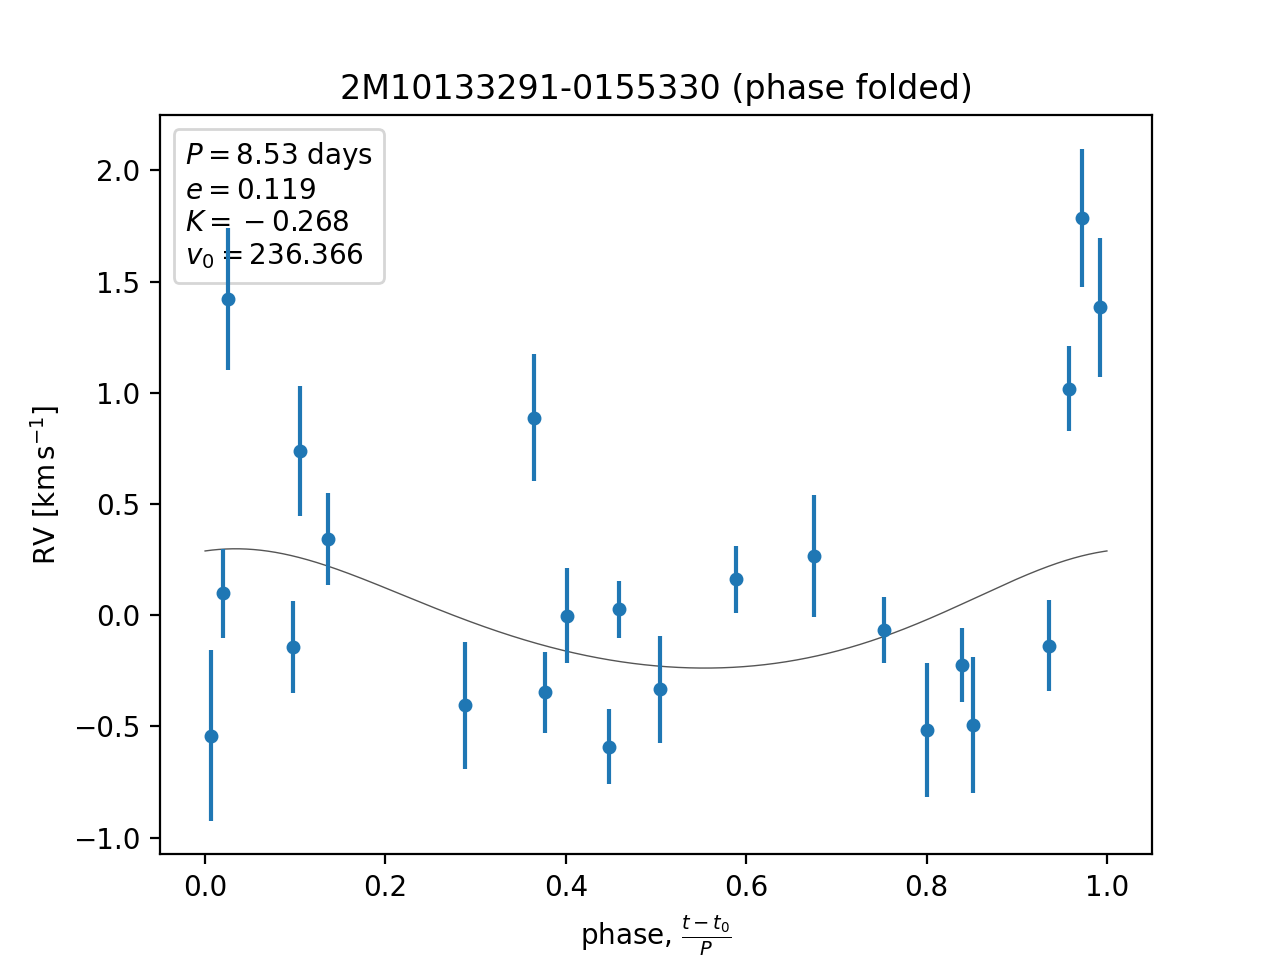 2M10133291-0155330 (phase folded)
P = 8.53 days
e = 0.119
K = −0.268
v₀ = 236.366
RV [km s⁻¹]
2.0
1.5
1.0
0.5
0.0
−0.5
−1.0
0.0 0.2 0.4 0.6 0.8 1.0
phase, (t − t₀)/P